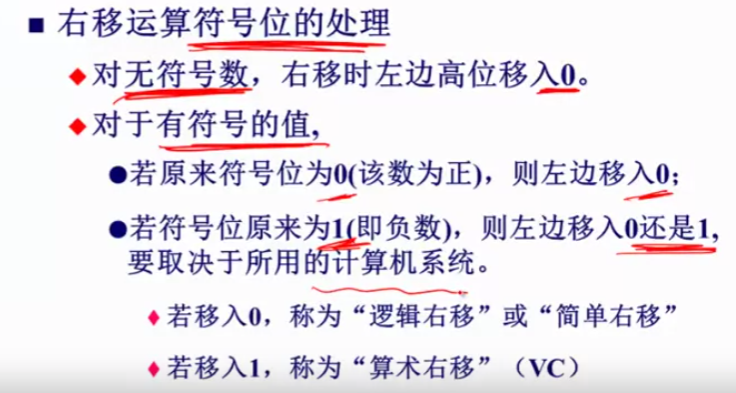 ■ 右移运算符号位的处理
◆对无符号数，右移时左边高位移入0。
◆对于有符号的值,
●若原来符号位为0(该数为正)，则左边移入0；
●若符号位原来为1(即负数)，则左边移入0还是1,
要取决于所用的计算机系统。
♦若移入0，称为“逻辑右移”或“简单右移”
♦若移入1，称为“算术右移”（VC）